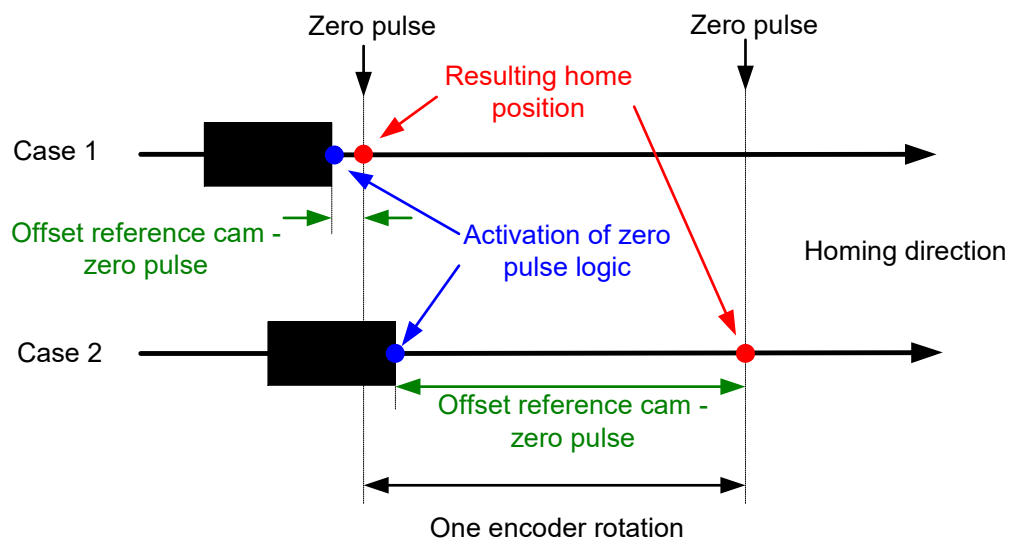 Zero pulse
Zero pulse
Resulting home
position
Case 1
Offset reference cam -
zero pulse
Activation of zero
pulse logic
Homing direction
Case 2
Offset reference cam -
zero pulse
One encoder rotation